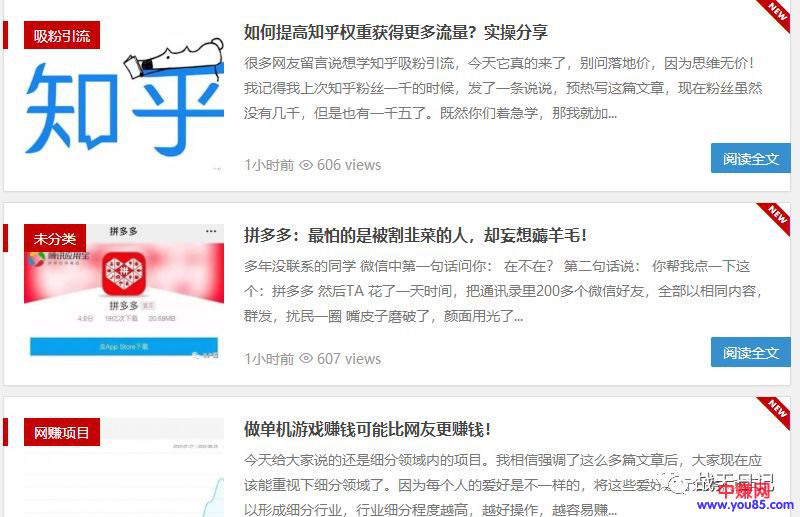 NEW
吸粉引流
知乎
如何提高知乎权重获得更多流量？实操分享
很多网友留言说想学知乎吸粉引流，今天它真的来了，别问落地价，因为思维无价！
我记得我上次知乎粉丝一千的时候，发了一条说说，预热写这篇文章，现在粉丝虽然
没有几千，但是也有一千五了。既然你们着急学，那我就加...
1小时前 606 views
阅读全文
NEW
未分类
拼多多
腾讯应用宝
拼多多
4.8分 19亿次下载 20.68MB
去App Store下载
拼多多：最怕的是被割韭菜的人，却妄想薅羊毛！
多年没联系的同学 微信中第一句话问你： 在不在？ 第二句话说： 你帮我点一下这
个：拼多多 然后TA 花了一天时间，把通讯录里200多个微信好友，全部以相同内容，
群发，扰民一圈 嘴皮子磨破了，颜面用光了...
1小时前 607 views
阅读全文
NEW
网赚项目
做单机游戏赚钱可能比网友更赚钱！
今天给大家说的还是细分领域内的项目。我相信强调了这么多篇文章后，大家现在应
该能重视下细分领域了。因为每个人的爱好是不一样的，将这些爱好
以形成细分行业，行业细分程度越高，越好操作，越容易赚...
中赚网
www.you85.com